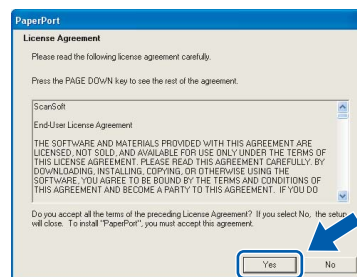 PaperPort
License Agreement
Please read the following license agreement carefully.
Press the PAGE DOWN key to see the rest of the agreement.
ScanSoft
End-User License Agreement
THE SOFTWARE AND MATERIALS PROVIDED WITH THIS AGREEMENT ARE
LICENSED, NOT SOLD, AND AVAILABLE FOR USE ONLY UNDER THE TERMS OF
THIS LICENSE AGREEMENT. PLEASE READ THIS AGREEMENT CAREFULLY. BY
DOWNLOADING, INSTALLING, COPYING, OR OTHERWISE USING THE
SOFTWARE, YOU AGREE TO BE BOUND BY THE TERMS AND CONDITIONS OF
THIS AGREEMENT AND BECOME A PARTY TO THIS AGREEMENT. IF YOU DO
Do you accept all the terms of the preceding License Agreement? If you select No, the setup
will close. To install "PaperPort", you must accept this agreement.
Yes
No